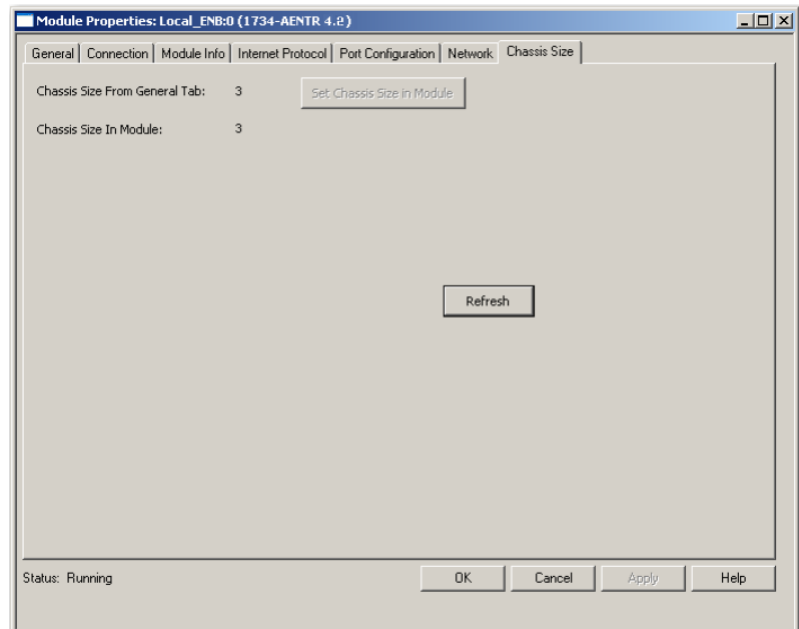 Module Properties: Local_ENB:0 (1734-AENTR 4.2)
General Connection Module Info Internet Protocol Port Configuration Network Chassis Size
Chassis Size From General Tab: 3 Set Chassis Size in Module
Chassis Size In Module: 3
Refresh
Status: Running OK Cancel Apply Help